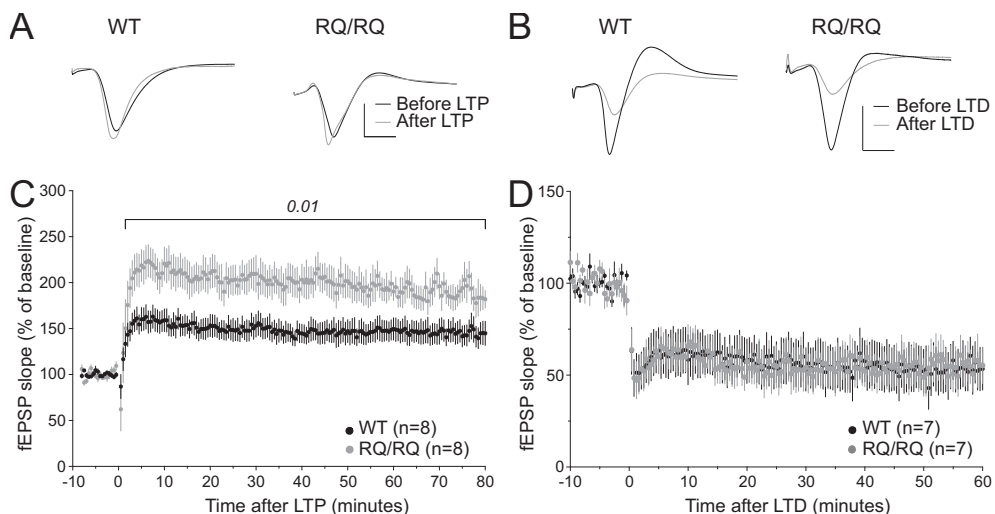 A
WT
RQ/RQ
Before LTP
After LTP
B
WT
RQ/RQ
Before LTD
After LTD
C
fEPSP slope (% of baseline)
300
250
200
150
100
50
0
0.01
WT (n=8)
RQ/RQ (n=8)
-10 0 10 20 30 40 50 60 70 80
Time after LTP (minutes)
D
fEPSP slope (% of baseline)
150
100
50
0
WT (n=7)
RQ/RQ (n=7)
-10 0 10 20 30 40 50 60
Time after LTD (minutes)